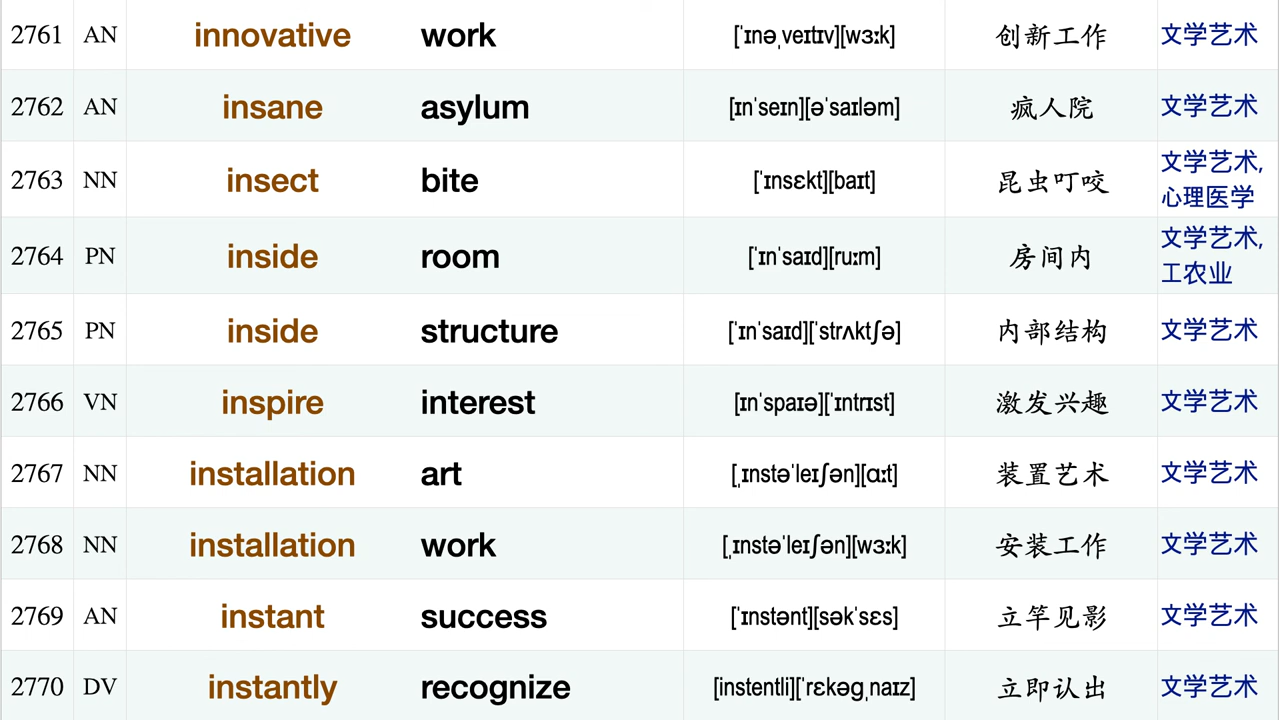 2761 AN innovative work [ˈɪnəˌveɪtɪv][wɜːk] 创新工作 文学艺术
2762 AN insane asylum [ɪnˈseɪn][əˈsaɪləm] 疯人院 文学艺术
2763 NN insect bite [ˈɪnsɛkt][baɪt] 昆虫叮咬 文学艺术,
心理医学
2764 PN inside room [ˈɪnˈsaɪd][ruːm] 房间内 文学艺术,
工农业
2765 PN inside structure [ˈɪnˈsaɪd][ˈstrʌktʃə] 内部结构 文学艺术
2766 VN inspire interest [ɪnˈspaɪə][ˈɪntrɪst] 激发兴趣 文学艺术
2767 NN installation art [ˌɪnstəˈleɪʃən][ɑːt] 装置艺术 文学艺术
2768 NN installation work [ˌɪnstəˈleɪʃən][wɜːk] 安装工作 文学艺术
2769 AN instant success [ˈɪnstənt][səkˈsɛs] 立竿见影 文学艺术
2770 DV instantly recognize [instentli][ˈrɛkəgˌnaɪz] 立即认出 文学艺术